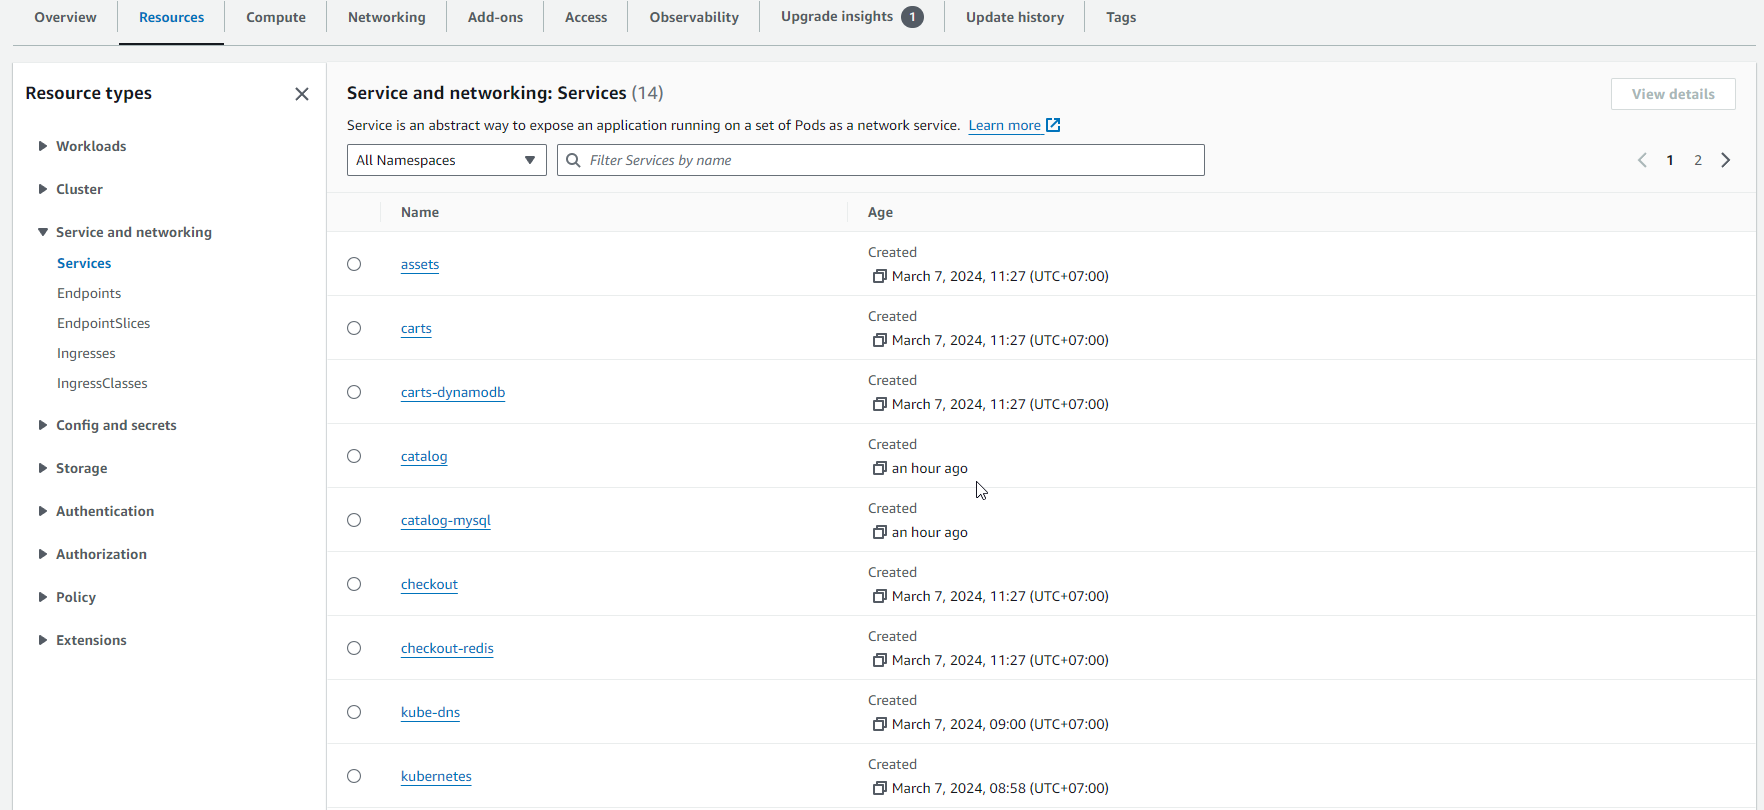 Overview Resources Compute Networking Add-ons Access Observability Upgrade insights 1 Update history Tags
Resource types
Workloads
Cluster
Service and networking
Services
Endpoints
EndpointSlices
Ingresses
IngressClasses
Config and secrets
Storage
Authentication
Authorization
Policy
Extensions
Service and networking: Services (14)
View details
Service is an abstract way to expose an application running on a set of Pods as a network service. Learn more
All Namespaces Filter Services by name 1 2
Name Age
assets Created
March 7, 2024, 11:27 (UTC+07:00)
carts Created
March 7, 2024, 11:27 (UTC+07:00)
carts-dynamodb Created
March 7, 2024, 11:27 (UTC+07:00)
catalog Created
an hour ago
catalog-mysql Created
an hour ago
checkout Created
March 7, 2024, 11:27 (UTC+07:00)
checkout-redis Created
March 7, 2024, 11:27 (UTC+07:00)
kube-dns Created
March 7, 2024, 09:00 (UTC+07:00)
kubernetes Created
March 7, 2024, 08:58 (UTC+07:00)